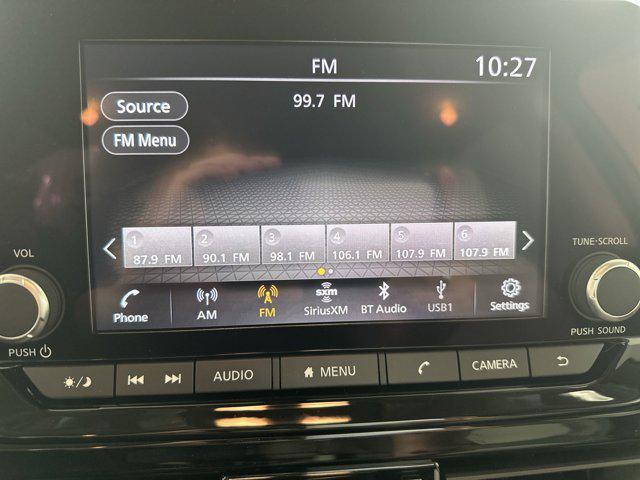 FM
10:27
99.7 FM
Source
FM Menu
1
87.9 FM
2
90.1 FM
3
98.1 FM
4
106.1 FM
5
107.9 FM
6
107.9 FM
Phone
AM
FM
sxm
SiriusXM
BT Audio
USB1
Settings
VOL
PUSH
TUNE·SCROLL
PUSH SOUND
AUDIO
MENU
CAMERA